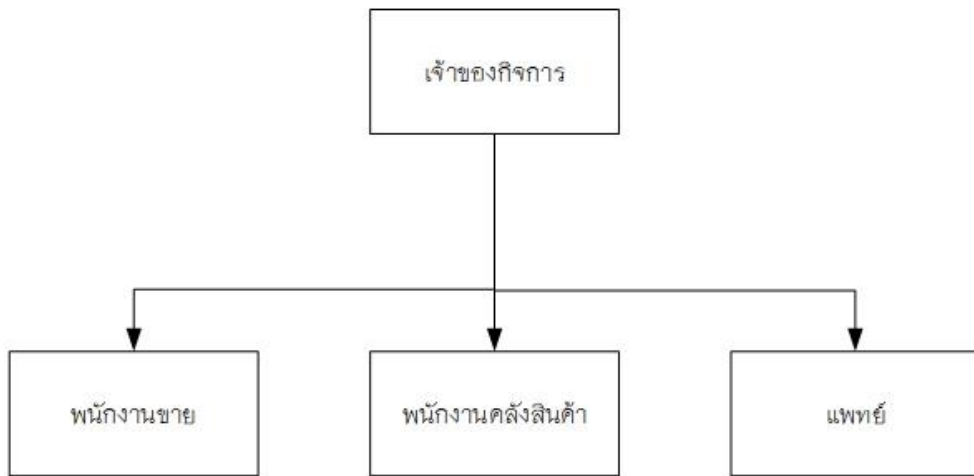 เจ้าของกิจการ
พนักงานขาย
พนักงานคลังสินค้า
แพทย์